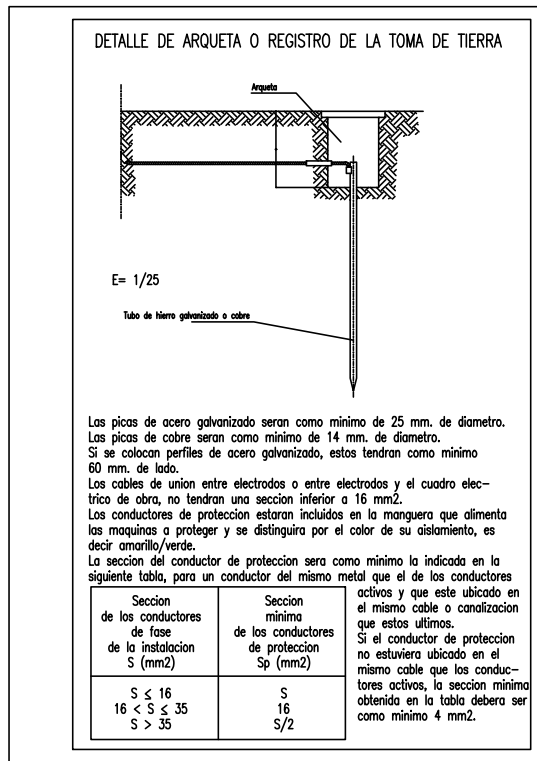 DETALLE DE ARQUETA O REGISTRO DE LA TOMA DE TIERRA
Arqueta
E= 1/25
Tubo de hierro galvanizado o cobre
Las picas de acero galvanizado seran como minimo de 25 mm. de diametro.
Las picas de cobre seran como minimo de 14 mm. de diametro.
Si se colocan perfiles de acero galvanizado, estos tendran como minimo
60 mm. de lado.
Los cables de union entre electrodos o entre electrodos y el cuadro elec-
trico de obra, no tendran una seccion inferior a 16 mm2.
Los conductores de proteccion estaran incluidos en la manguera que alimenta
las maquinas a proteger y se distinguira por el color de su aislamiento, es
decir amarillo/verde.
La seccion del conductor de proteccion sera como minimo la indicada en la
siguiente tabla, para un conductor del mismo metal que el de los conductores
activos y que este ubicado en
el mismo cable o canalizacion
que estos ultimos.
Si el conductor de proteccion
no estuviera ubicado en el
mismo cable que los conduc-
tores activos, la seccion minima
obtenida en la tabla debera ser
como minimo 4 mm2.
Seccion
de los conductores
de fase
de la instalacion
S (mm2)
Seccion
minima
de los conductores
de proteccion
Sp (mm2)
S ≤ 16 S
16 < S ≤ 35 16
S > 35 S/2